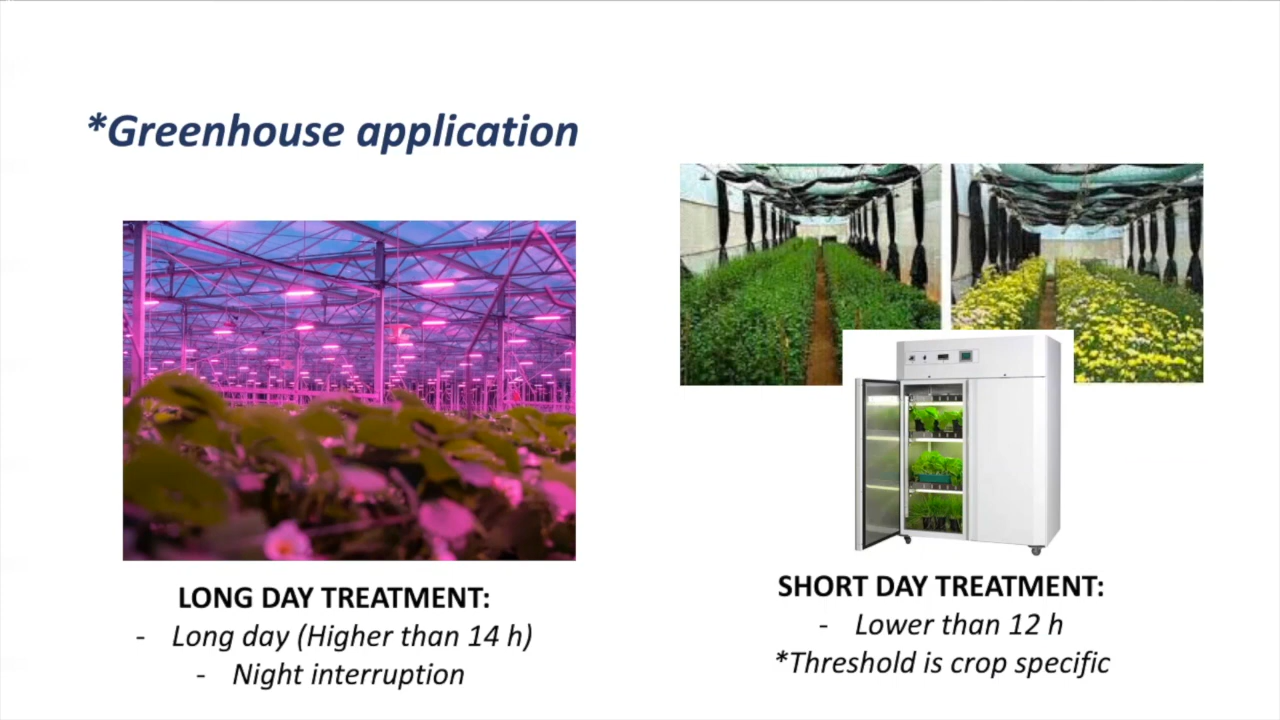 *Greenhouse application
LONG DAY TREATMENT:
- Long day (Higher than 14 h)
- Night interruption
SHORT DAY TREATMENT:
- Lower than 12 h
*Threshold is crop specific